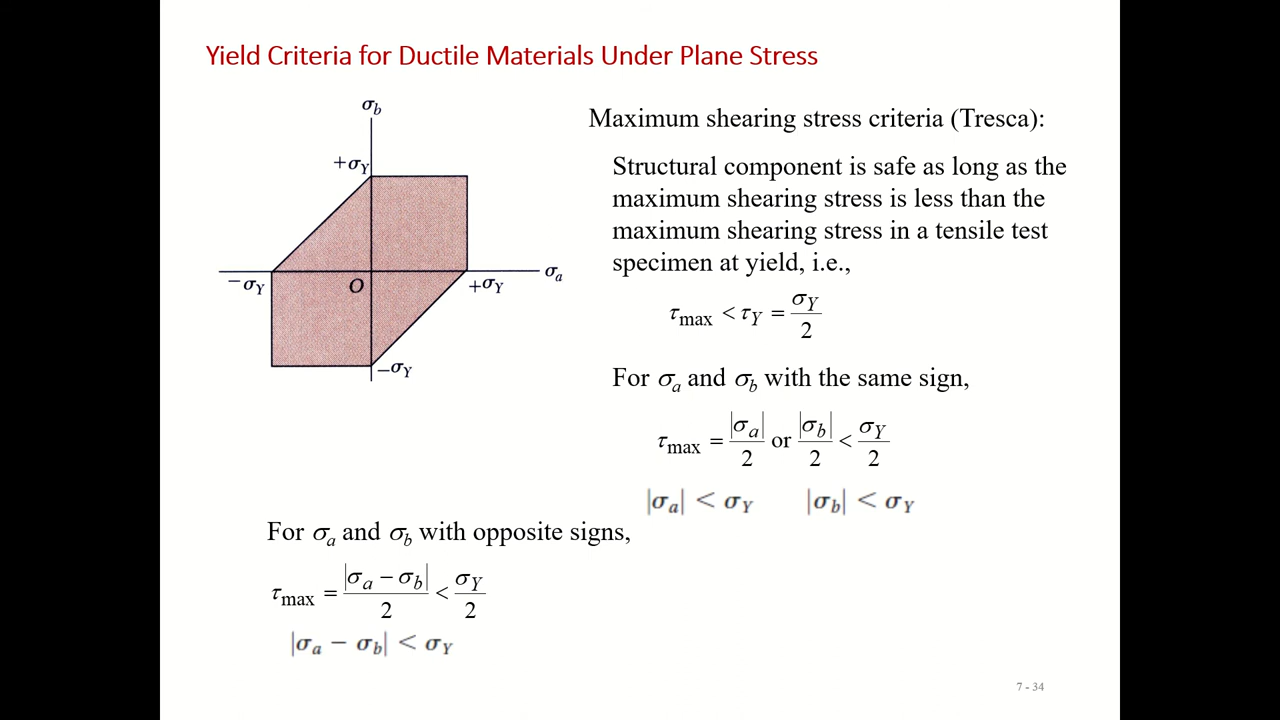 Yield Criteria for Ductile Materials Under Plane Stress
σb
+σY
−σY
O
+σY
σa
−σY
Maximum shearing stress criteria (Tresca):
Structural component is safe as long as the
maximum shearing stress is less than the
maximum shearing stress in a tensile test
specimen at yield, i.e.,
τmax < τY = σY/2
For σa and σb with the same sign,
τmax = |σa|/2 or |σb|/2 < σY/2
|σa| < σY |σb| < σY
For σa and σb with opposite signs,
τmax = |σa − σb|/2 < σY/2
|σa − σb| < σY
7 - 34